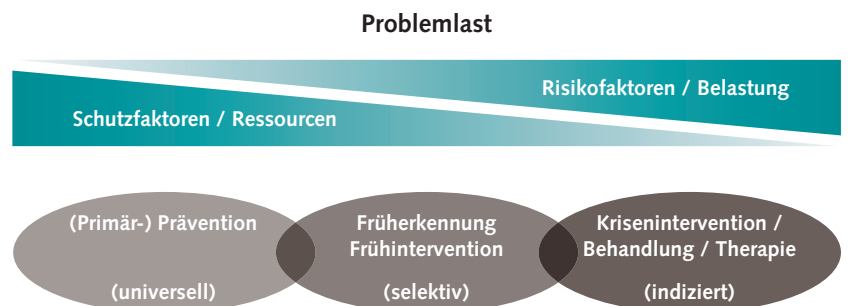 Problemlast
Risikofaktoren / Belastung
Schutzfaktoren / Ressourcen
(Primär-) Prävention
(universell)
Früherkennung
Frühintervention
(selektiv)
Krisenintervention /
Behandlung / Therapie
(indiziert)